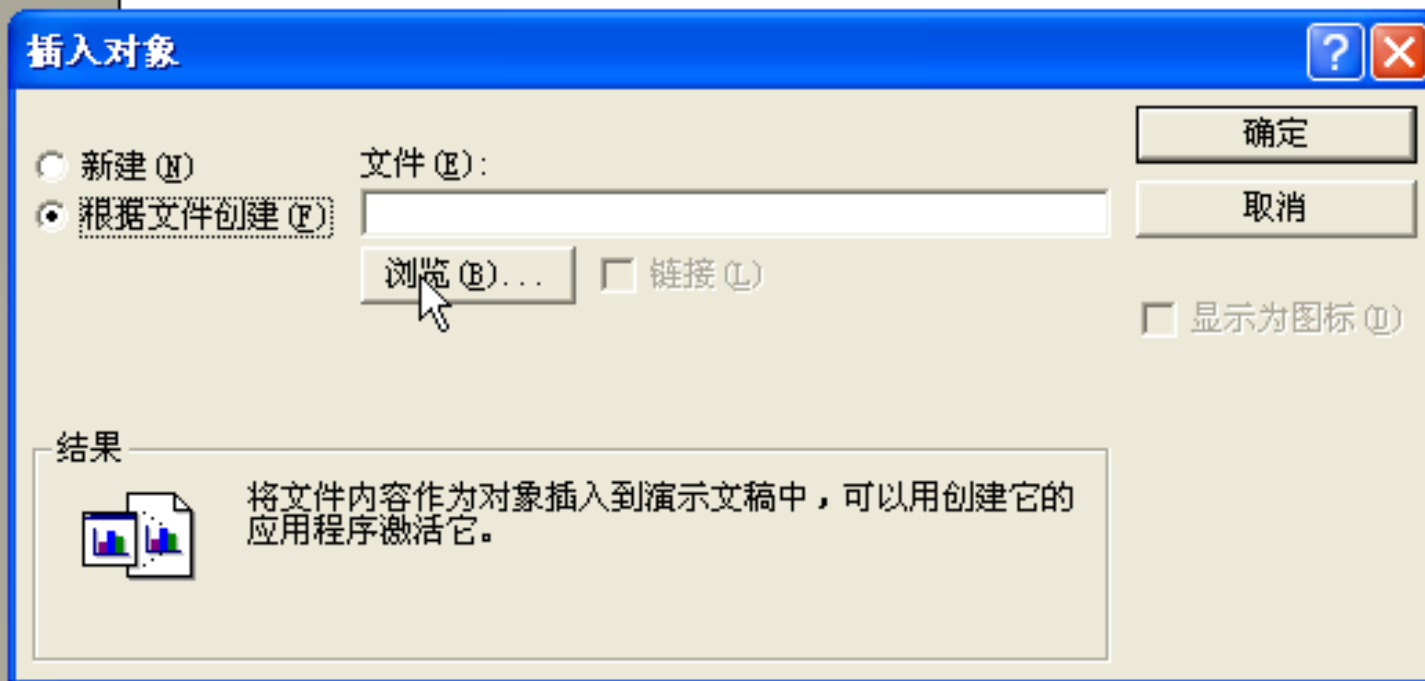 插入对象
新建(N)
根据文件创建(F)
文件(E):
浏览(B)...
链接(L)
确定
取消
显示为图标(D)
结果
将文件内容作为对象插入到演示文稿中，可以用创建它的
应用程序激活它。